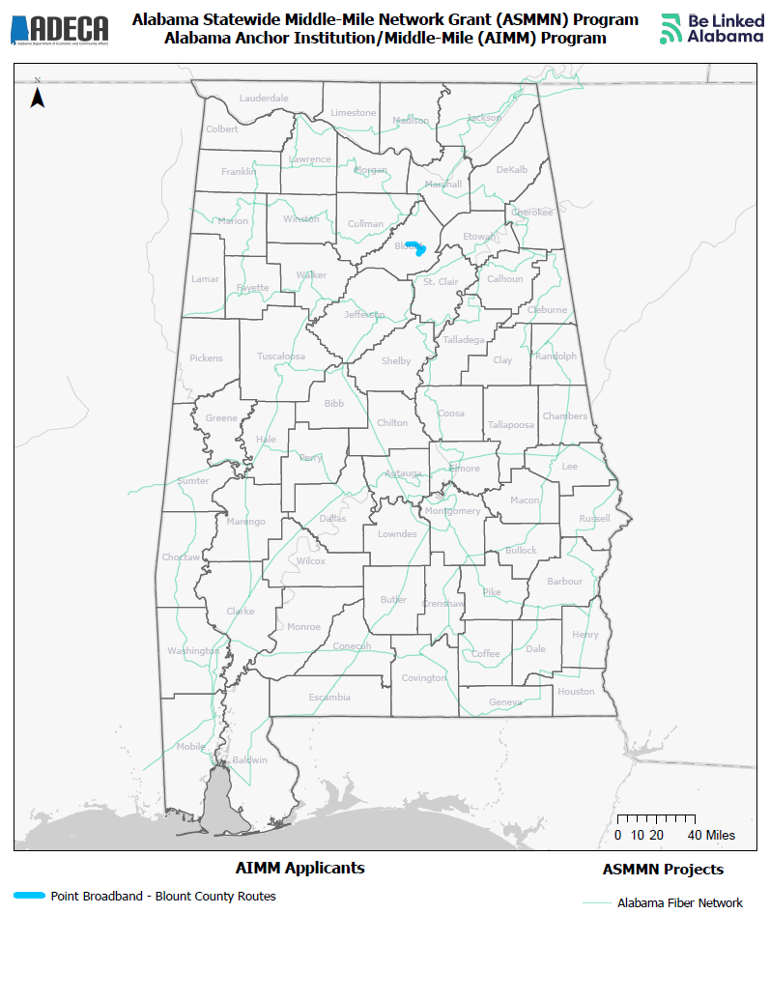 ADECA
Alabama Department of Economic and Community Affairs
Alabama Statewide Middle-Mile Network Grant (ASMMN) Program
Alabama Anchor Institution/Middle-Mile (AIMM) Program
Be Linked
Alabama
N
Lauderdale
Limestone
Madison
Jackson
Colbert
Lawrence
Franklin
Morgan
DeKalb
Marshall
Cherokee
Marion
Winston
Cullman
Etowah
Blount
Lamar
Walker
St. Clair
Calhoun
Fayette
Jefferson
Cleburne
Talladega
Pickens
Tuscaloosa
Shelby
Clay
Randolph
Bibb
Greene
Chilton
Coosa
Tallapoosa
Chambers
Hale
Perry
Autauga
Elmore
Lee
Sumter
Macon
Marengo
Dallas
Montgomery
Russell
Lowndes
Choctaw
Wilcox
Bullock
Barbour
Butler
Crenshaw
Pike
Clarke
Monroe
Henry
Washington
Conecuh
Coffee
Dale
Covington
Escambia
Geneva
Houston
Mobile
Baldwin
0 10 20 40 Miles
AIMM Applicants
ASMMN Projects
Point Broadband - Blount County Routes
Alabama Fiber Network